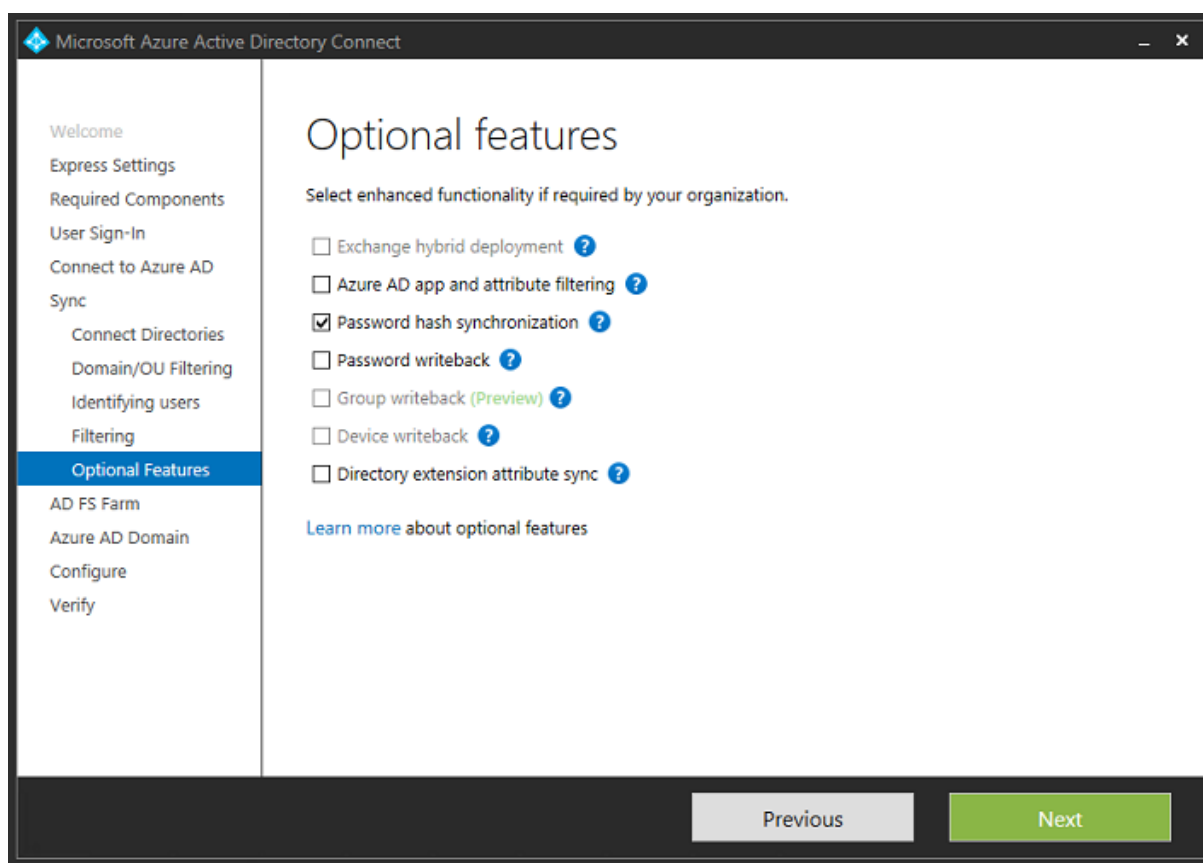 Microsoft Azure Active Directory Connect
Welcome
Express Settings
Required Components
User Sign-In
Connect to Azure AD
Sync
Connect Directories
Domain/OU Filtering
Identifying users
Filtering
Optional Features
AD FS Farm
Azure AD Domain
Configure
Verify
Optional features
Select enhanced functionality if required by your organization.
Exchange hybrid deployment ?
Azure AD app and attribute filtering ?
Password hash synchronization ?
Password writeback ?
Group writeback (Preview) ?
Device writeback ?
Directory extension attribute sync ?
Learn more about optional features
Previous
Next